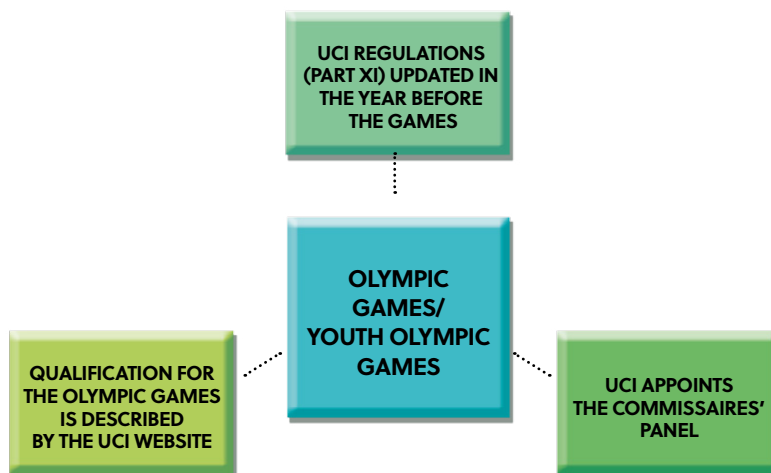 UCI REGULATIONS
(PART XI) UPDATED IN
THE YEAR BEFORE
THE GAMES
OLYMPIC
GAMES/
YOUTH OLYMPIC
GAMES
QUALIFICATION FOR
THE OLYMPIC GAMES
IS DESCRIBED
BY THE UCI WEBSITE
UCI APPOINTS
THE COMMISSAIRES’
PANEL